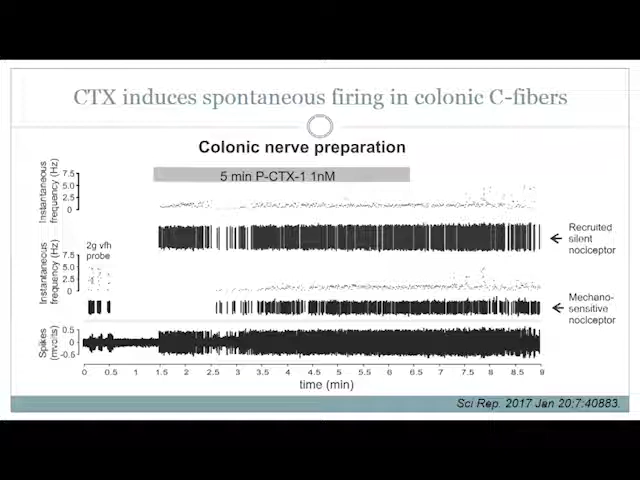 CTX induces spontaneous firing in colonic C-fibers
Colonic nerve preparation
5 min P-CTX-1 1nM
Instantaneous
frequency (Hz)
7.5
5.0
2.5
0
Recruited
silent
nociceptor
2g vfh
probe
Instantaneous
frequency (Hz)
7.5
5.0
2.5
0
Mechano-
sensitive
nociceptor
Spikes
(mvolts)
0.5
0
-0.5
0 0.5 1 1.5 2 2.5 3 3.5 4 4.5 5 5.5 6 6.5 7 7.5 8 8.5 9
time (min)
Sci Rep. 2017 Jan 20;7:40883.